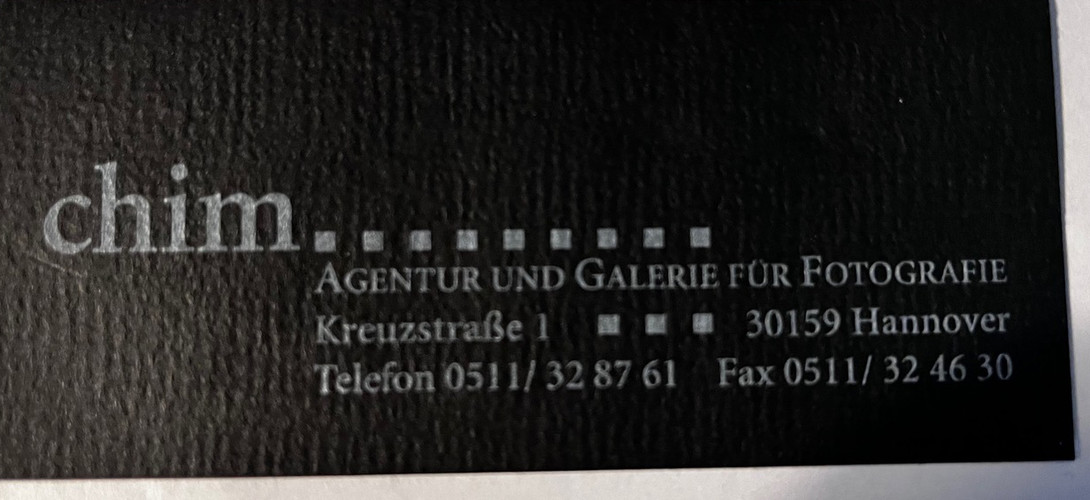 chim
AGENTUR UND GALERIE FÜR FOTOGRAFIE
Kreuzstraße 1 ■ ■ ■ 30159 Hannover
Telefon 0511/ 32 87 61 Fax 0511/ 32 46 30